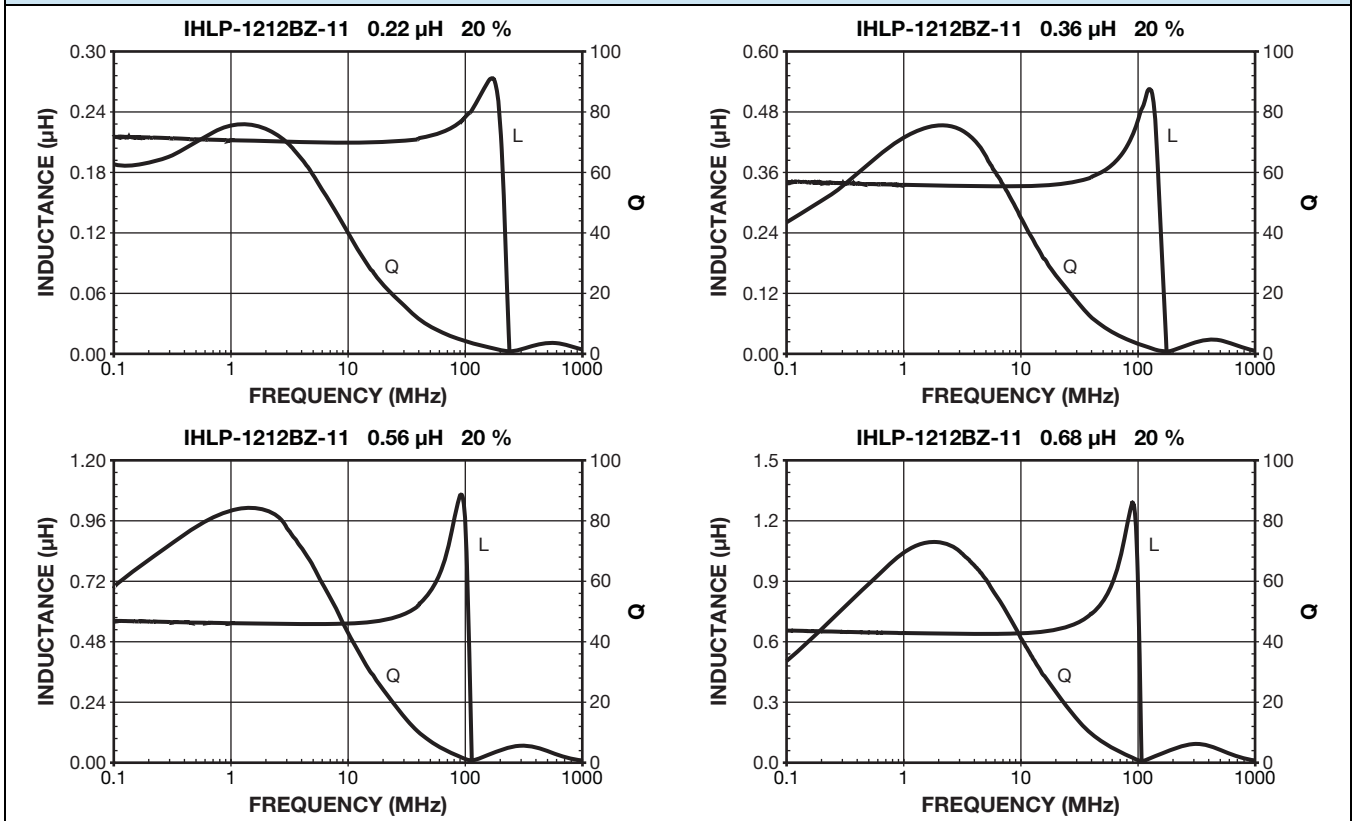 IHLP-1212BZ-11 0.22 µH 20 %
0.30
0.24
0.18
0.12
0.06
0.00
INDUCTANCE (µH)
100
80
60
40
20
0
Q
L
Q
0.1 1 10 100 1000
FREQUENCY (MHz)
IHLP-1212BZ-11 0.36 µH 20 %
0.60
0.48
0.36
0.24
0.12
0.00
INDUCTANCE (µH)
100
80
60
40
20
0
Q
L
Q
0.1 1 10 100 1000
FREQUENCY (MHz)
IHLP-1212BZ-11 0.56 µH 20 %
1.20
0.96
0.72
0.48
0.24
0.00
INDUCTANCE (µH)
100
80
60
40
20
0
Q
L
Q
0.1 1 10 100 1000
FREQUENCY (MHz)
IHLP-1212BZ-11 0.68 µH 20 %
1.5
1.2
0.9
0.6
0.3
0.00
INDUCTANCE (µH)
100
80
60
40
20
0
Q
L
Q
0.1 1 10 100 1000
FREQUENCY (MHz)